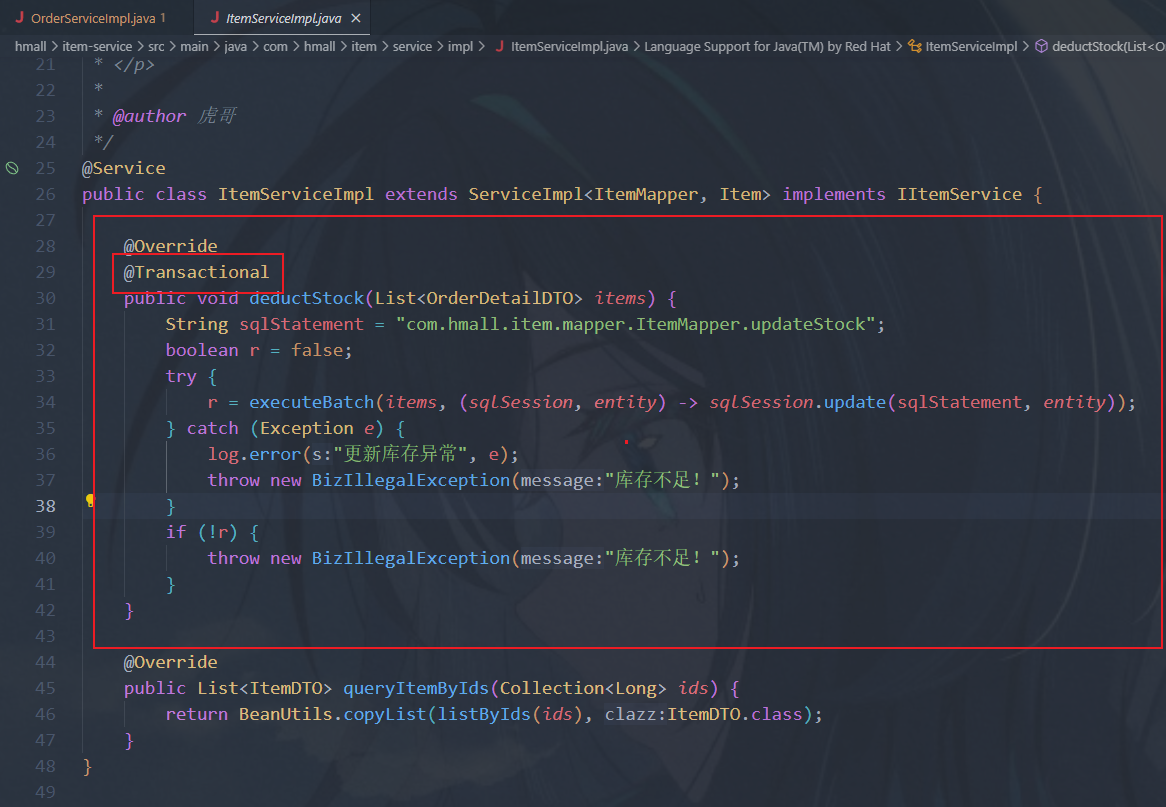 OrderServiceImpl.java 1
ItemServiceImpl.java
hmall > item-service > src > main > java > com > hmall > item > service > impl > ItemServiceImpl.java > Language Support for Java(TM) by Red Hat > ItemServiceImpl > deductStock(List<O
21 * </p>
22 *
23 * @author 虎哥
24 */
25 @Service
26 public class ItemServiceImpl extends ServiceImpl<ItemMapper, Item> implements IItemService {
27
28 @Override
29 @Transactional
30 public void deductStock(List<OrderDetailDTO> items) {
31 String sqlStatement = "com.hmall.item.mapper.ItemMapper.updateStock";
32 boolean r = false;
33 try {
34 r = executeBatch(items, (sqlSession, entity) -> sqlSession.update(sqlStatement, entity));
35 } catch (Exception e) {
36 log.error(s:"更新库存异常", e);
37 throw new BizIllegalException(message:"库存不足！");
38 }
39 if (!r) {
40 throw new BizIllegalException(message:"库存不足！");
41 }
42 }
43
44 @Override
45 public List<ItemDTO> queryItemByIds(Collection<Long> ids) {
46 return BeanUtils.copyList(listByIds(ids), clazz:ItemDTO.class);
47 }
48 }
49